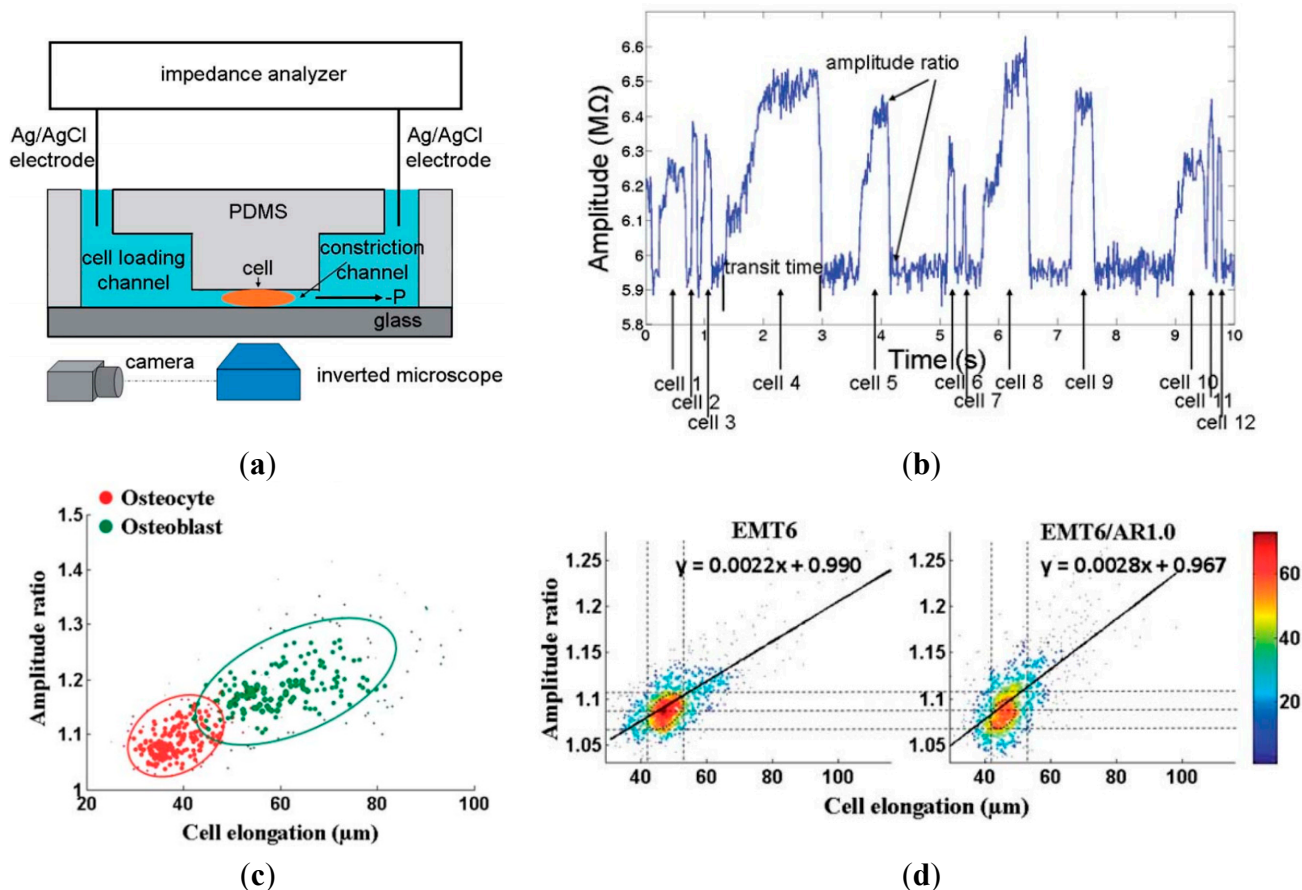 impedance analyzer
Ag/AgCl
electrode
Ag/AgCl
electrode
PDMS
cell loading
channel
cell
constriction
channel
-P
glass
camera
inverted microscope
(a)
Amplitude (MΩ)
6.6
6.5
6.4
6.3
6.2
6.1
6
5.9
5.8
amplitude ratio
transit time
0 1 2 3 4 5 6 7 8 9 10
Time (s)
cell 1
cell 2
cell 3
cell 4
cell 5
cell 6
cell 7
cell 8
cell 9
cell 10
cell 11
cell 12
(b)
Osteocyte
Osteoblast
Amplitude ratio
1.5
1.4
1.3
1.2
1.1
1
20 40 60 80 100
Cell elongation (µm)
(c)
EMT6
y = 0.0022x + 0.990
Amplitude ratio
1.25
1.2
1.15
1.1
1.05
40 60 80 100
EMT6/AR1.0
y = 0.0028x + 0.967
1.25
1.2
1.15
1.1
1.05
40 60 80 100
60
40
20
Cell elongation (µm)
(d)